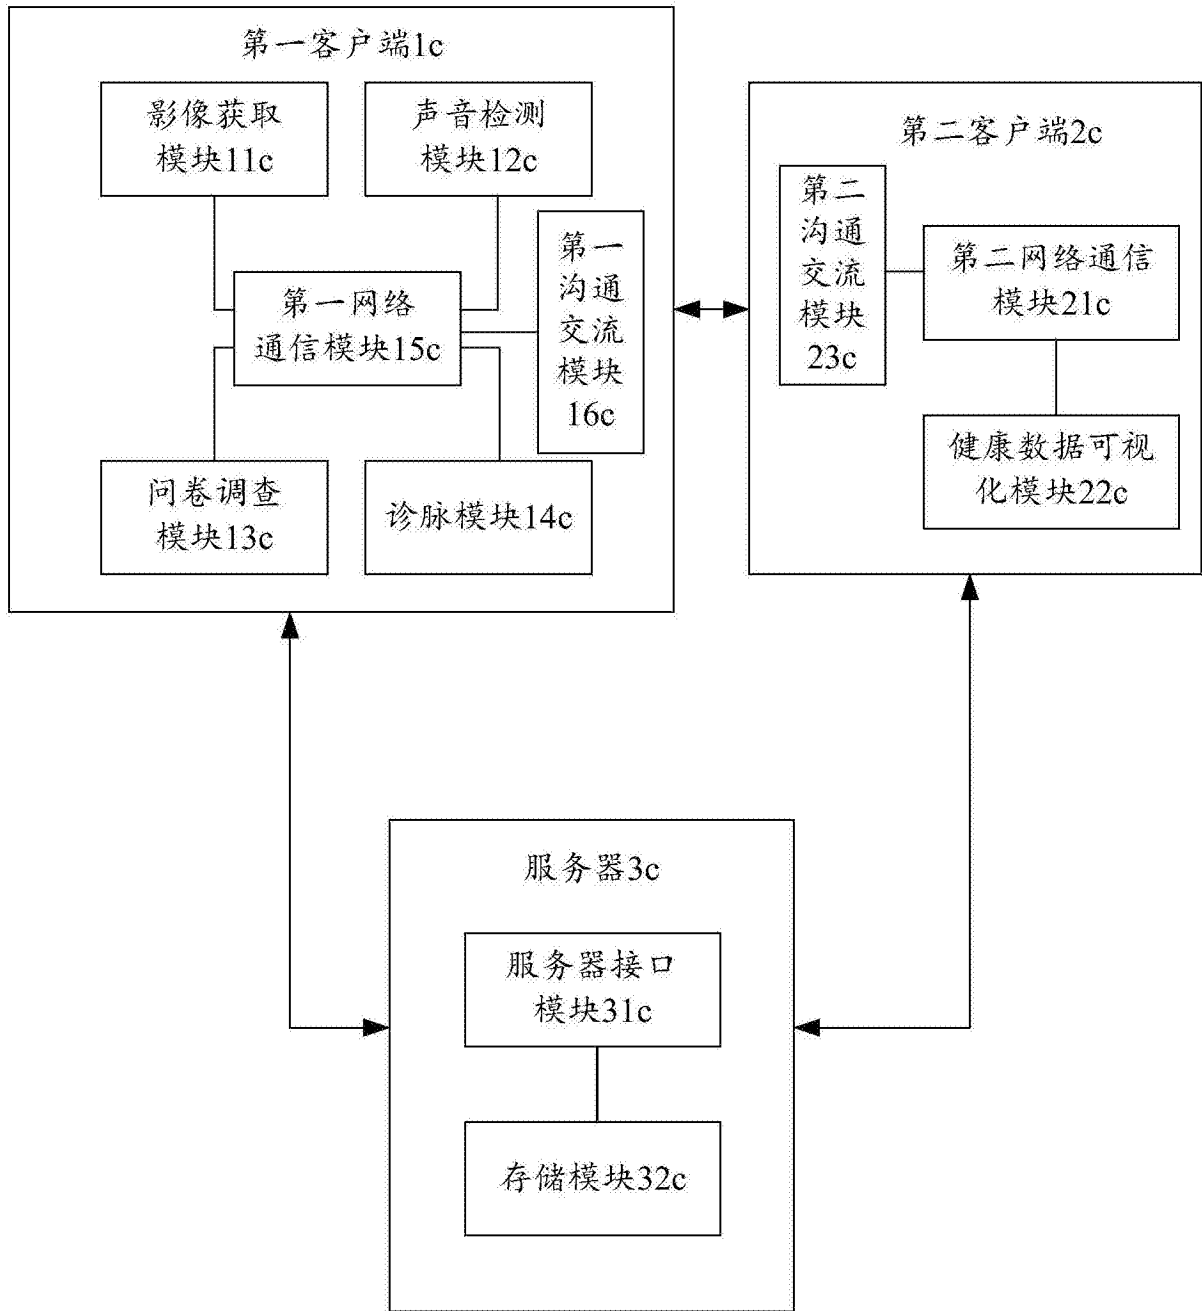 第一客户端1c
影像获取
模块11c
声音检测
模块12c
第一网络
通信模块15c
第一
沟通
交流
模块
16c
问卷调查
模块13c
诊脉模块14c
第二客户端2c
第二
沟通
交流
模块
23c
第二网络通信
模块21c
健康数据可视
化模块22c
服务器3c
服务器接口
模块31c
存储模块32c